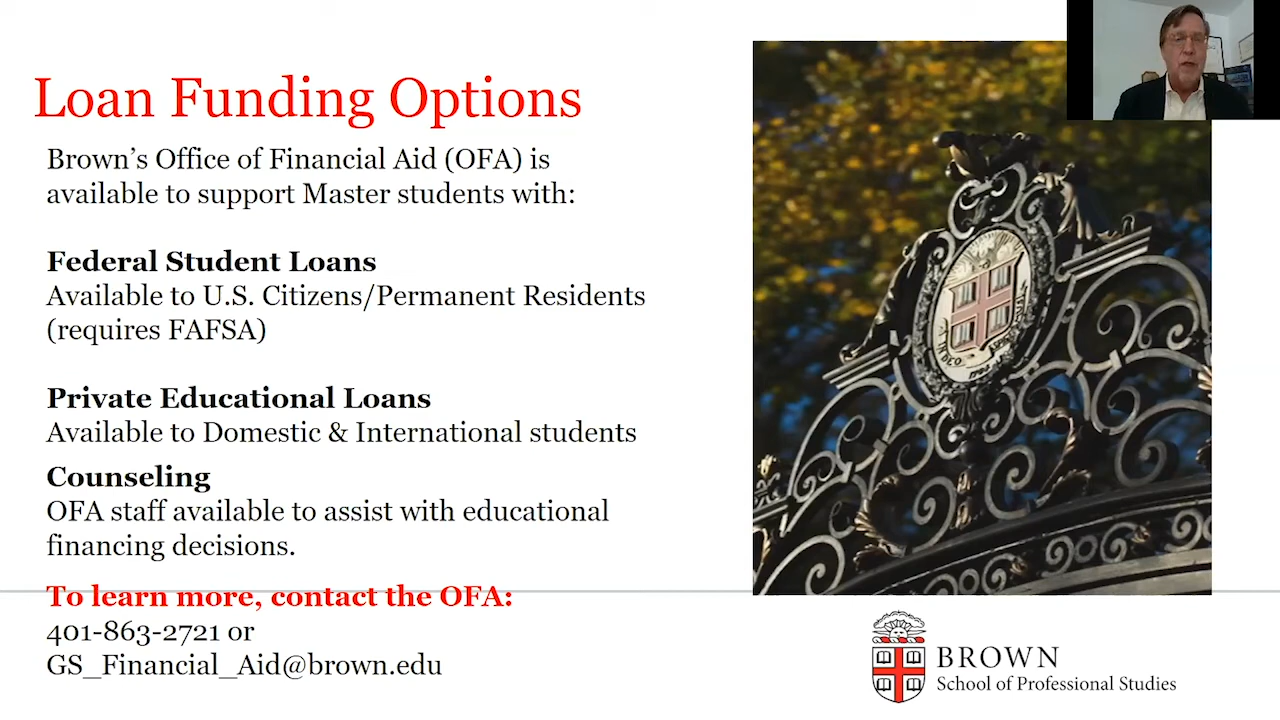 Loan Funding Options
Brown's Office of Financial Aid (OFA) is
available to support Master students with:
Federal Student Loans
Available to U.S. Citizens/Permanent Residents
(requires FAFSA)
Private Educational Loans
Available to Domestic & International students
Counseling
OFA staff available to assist with educational
financing decisions.
To learn more, contact the OFA:
401-863-2721 or
GS_Financial_Aid@brown.edu
IN DEO
BROWN
School of Professional Studies